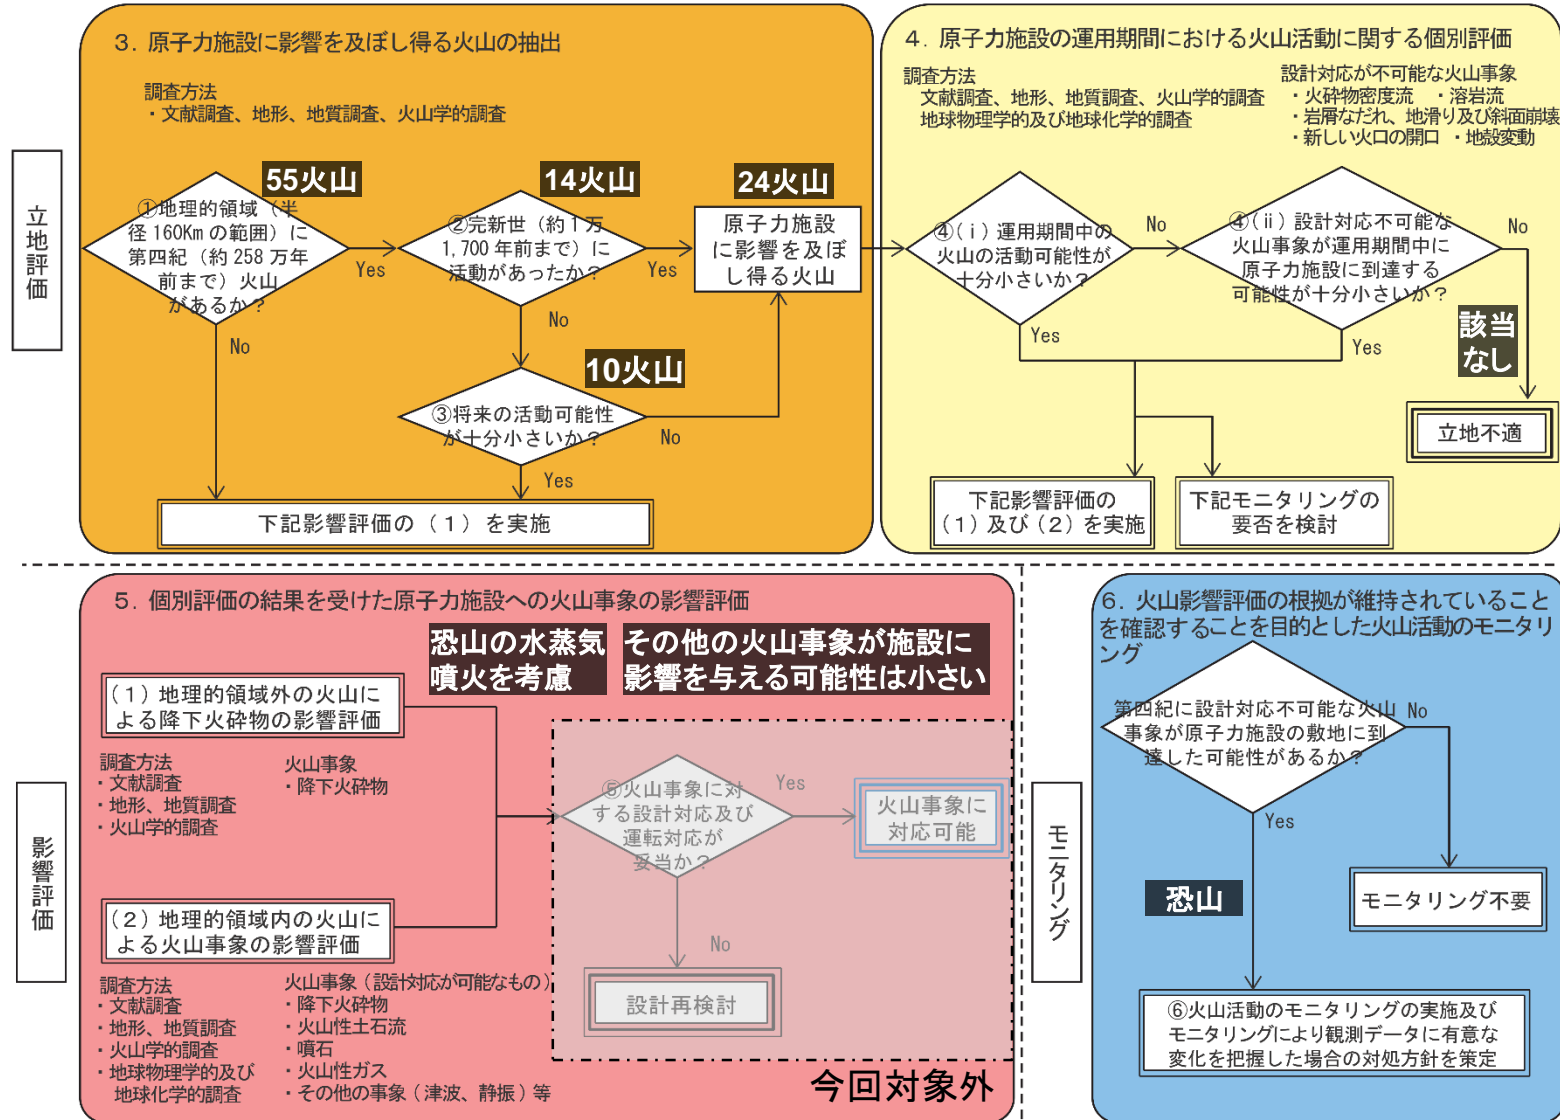 3．原子力施設に影響を及ぼし得る火山の抽出
調査方法
・文献調査、地形、地質調査、火山学的調査
立地評価
55火山
①地理的領域（半
径160Kmの範囲）に
第四紀（約258万年
前まで）火山
があるか？
Yes
No
14火山
②完新世（約1万
1,700年前まで）に
活動があったか？
Yes
No
24火山
原子力施設
に影響を及ぼ
し得る火山
10火山
③将来の活動可能性
が十分小さいか？
No
Yes
下記影響評価の（1）を実施
4．原子力施設の運用期間における火山活動に関する個別評価
調査方法
文献調査、地形、地質調査、火山学的調査
地球物理学的及び地球化学的調査
設計対応が不可能な火山事象
・火砕物密度流　・溶岩流
・岩屑なだれ、地滑り及び斜面崩壊
・新しい火口の開口　・地殻変動
④(ⅰ)運用期間中の
火山の活動可能性が
十分小さいか？
No
Yes
④(ⅱ)設計対応不可能な
火山事象が運用期間中に
原子力施設に到達する
可能性が十分小さいか？
No
Yes
該当
なし
立地不適
下記影響評価の
（1）及び（2）を実施
下記モニタリングの
要否を検討
影響評価
5．個別評価の結果を受けた原子力施設への火山事象の影響評価
恐山の水蒸気
噴火を考慮
その他の火山事象が施設に
影響を与える可能性は小さい
（1）地理的領域外の火山に
よる降下火砕物の影響評価
調査方法
・文献調査
・地形、地質調査
・火山学的調査
火山事象
・降下火砕物
⑤火山事象に対
する設計対応及び
運転対応が
妥当か？
Yes
火山事象に
対応可能
No
設計再検討
（2）地理的領域内の火山に
よる火山事象の影響評価
調査方法
・文献調査
・地形、地質調査
・火山学的調査
・地球物理学的及び
地球化学的調査
火山事象（設計対応が可能なもの）
・降下火砕物
・火山性土石流
・噴石
・火山性ガス
・その他の事象（津波、静振）等
今回対象外
モニタリング
6．火山影響評価の根拠が維持されていること
を確認することを目的とした火山活動のモニタリ
ング
第四紀に設計対応不可能な火山
事象が原子力施設の敷地に到
達した可能性があるか？
No
Yes
恐山
モニタリング不要
⑥火山活動のモニタリングの実施及び
モニタリングにより観測データに有意な
変化を把握した場合の対処方針を策定